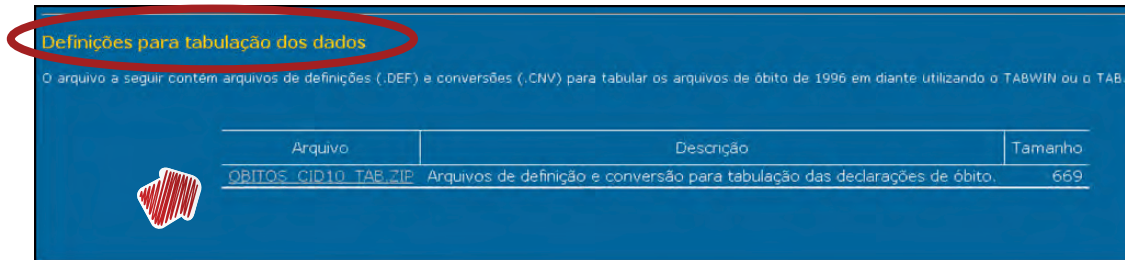 Definições para tabulação dos dados
O arquivo a seguir contém arquivos de definições (.DEF) e conversões (.CNV) para tabular os arquivos de óbito de 1996 em diante utilizando o TABWIN ou o TAB.
Arquivo Descrição Tamanho
OBITOS_CID10_TAB.ZIP Arquivos de definição e conversão para tabulação das declarações de óbito. 669